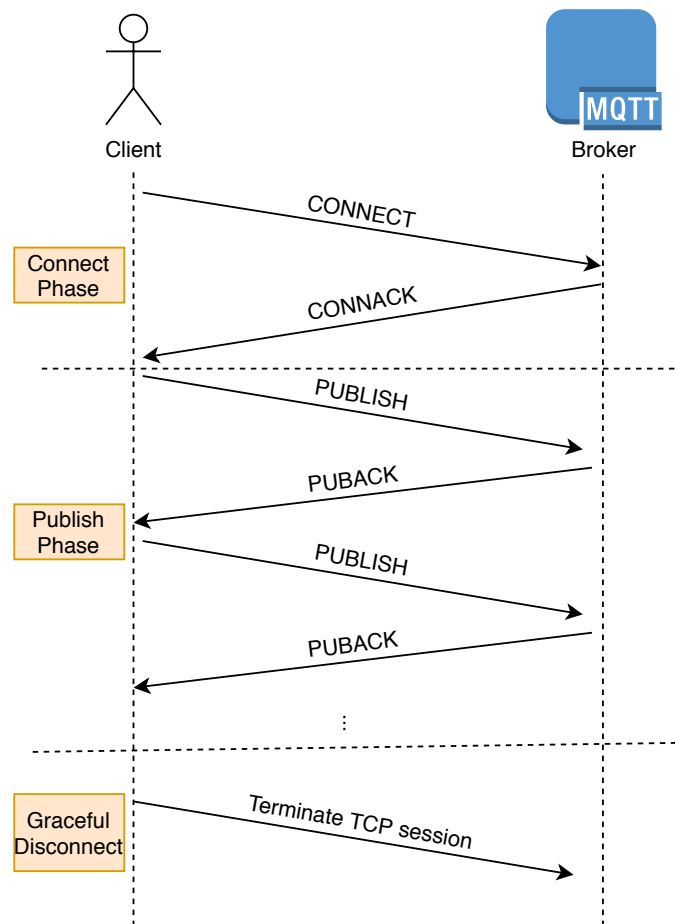 MQTT
Client
Broker
CONNECT
Connect
Phase
CONNACK
PUBLISH
PUBACK
Publish
Phase
PUBLISH
PUBACK
...
Terminate TCP session
Graceful
Disconnect